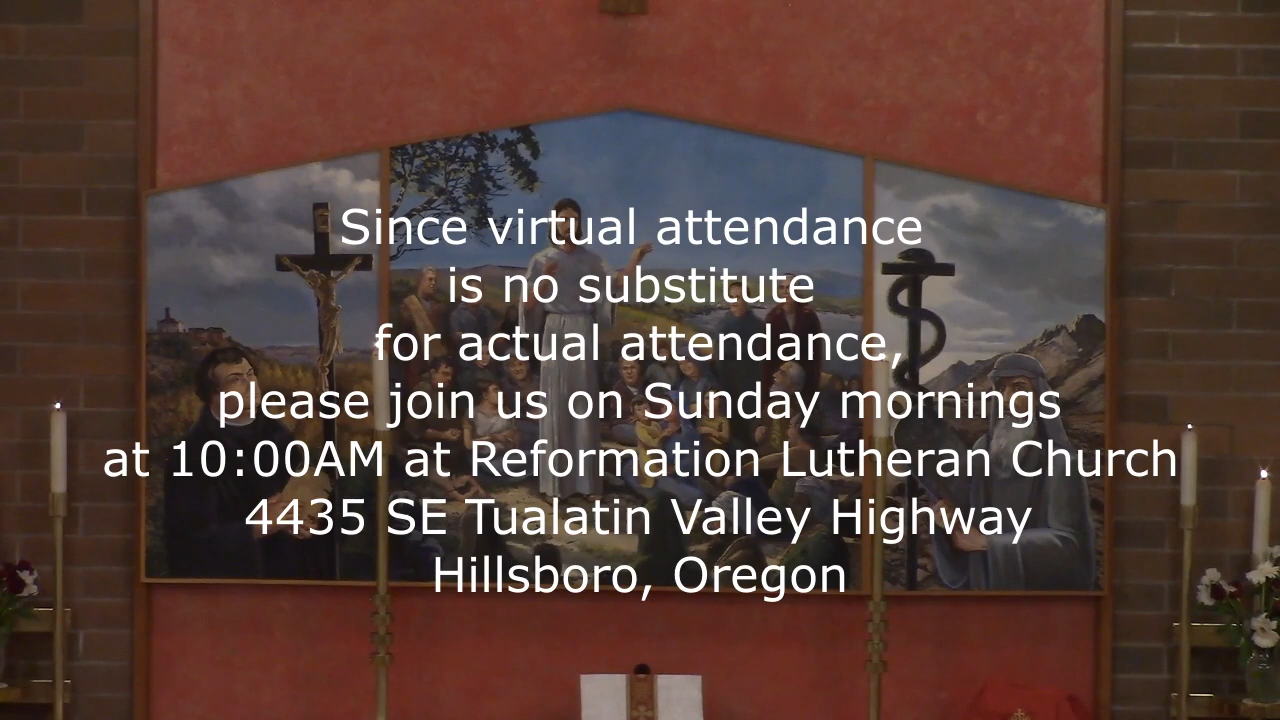 Since virtual attendance
is no substitute
for actual attendance,
please join us on Sunday mornings
at 10:00AM at Reformation Lutheran Church
4435 SE Tualatin Valley Highway
Hillsboro, Oregon